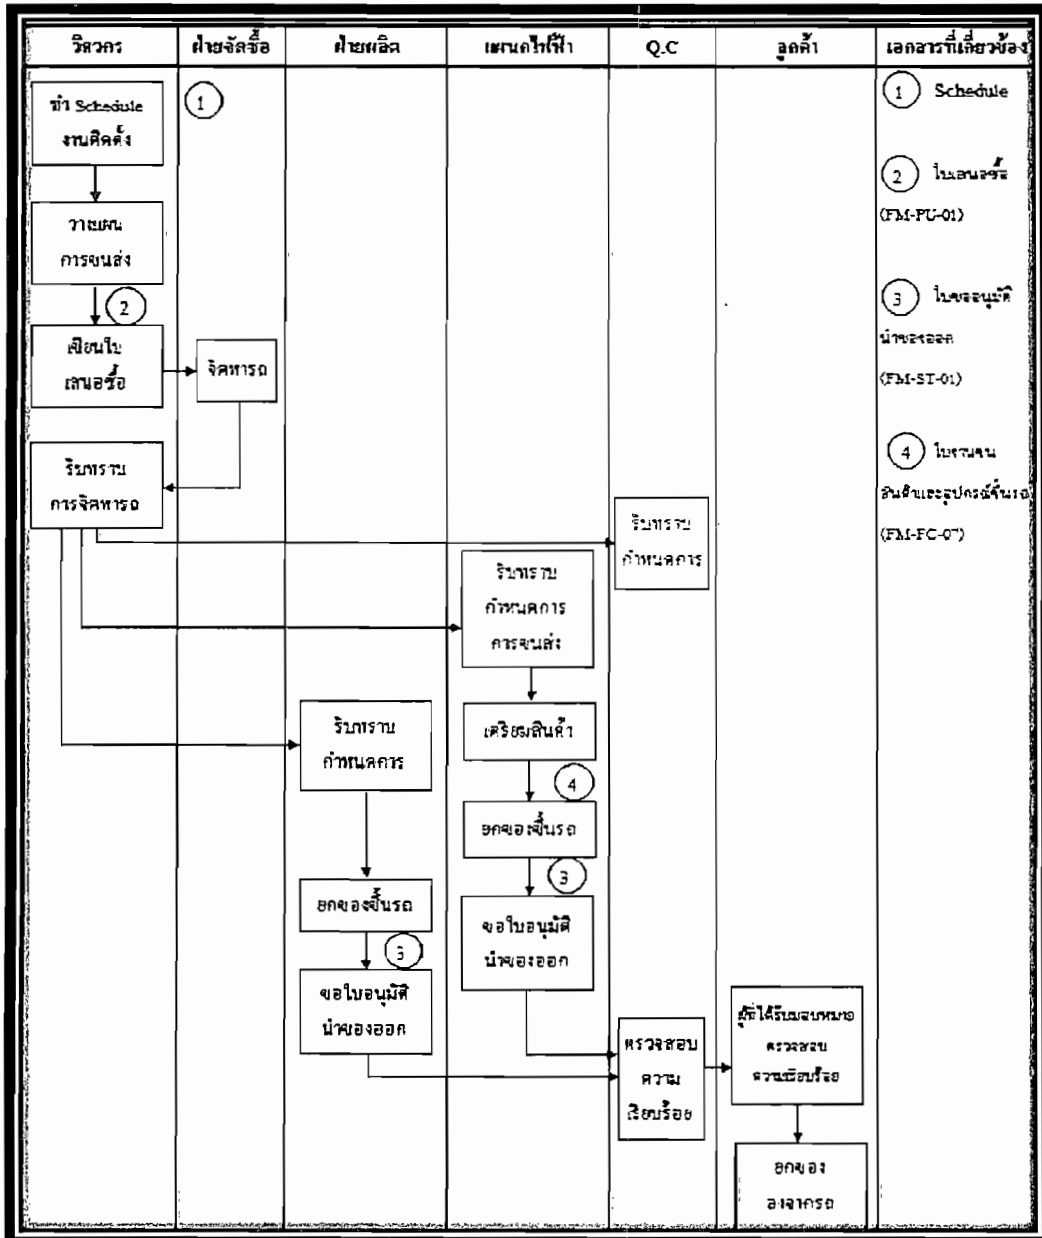 วิศวกร
ฝ่ายจัดซื้อ
ฝ่ายผลิต
แผนกไฟฟ้า
Q.C
ลูกค้า
เอกสารที่เกี่ยวข้อง
ทำ Schedule
งานติดตั้ง
1
1 Schedule
2 ใบเสนอซื้อ
(FM-PU-01)
วางแผน
การขนส่ง
2
3 ใบขออนุมัติ
นำของออก
(FM-ST-01)
เขียนใบ
เสนอซื้อ
จัดหารถ
4
สินค้าและอุปกรณ์ขึ้นรถ
(FM-FC-07)
รับทราบ
การจัดหารถ
รับทราบ
กำหนดการ
รับทราบ
กำหนดการ
การขนส่ง
รับทราบ
กำหนดการ
เตรียมสินค้า
4
ยกของขึ้นรถ
3
ขอใบอนุมัติ
นำของออก
ยกของขึ้นรถ
3
ขอใบอนุมัติ
นำของออก
ตรวจสอบ
ความ
เรียบร้อย
ผู้ที่ได้รับมอบหมาย
ตรวจสอบ
ความเรียบร้อย
ยกของ
ลงจากรถ